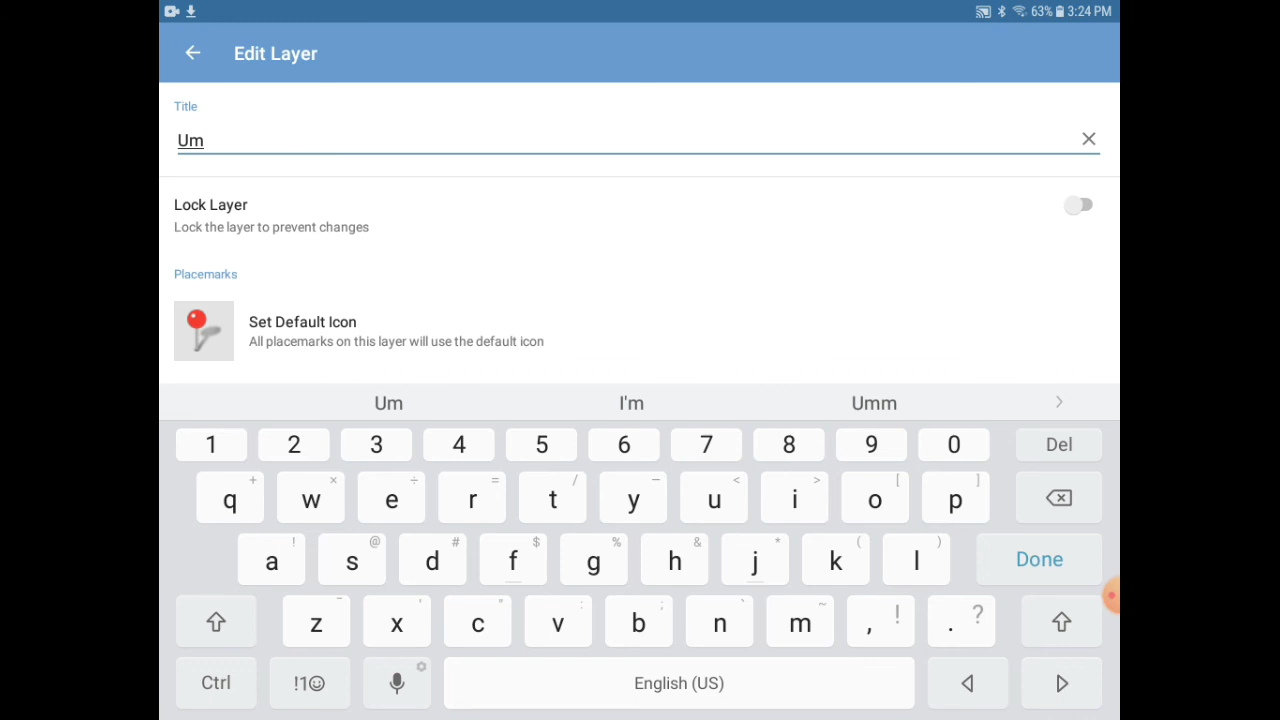 63% 3:24 PM
Edit Layer
Title
Um
Lock Layer
Lock the layer to prevent changes
Placemarks
Set Default Icon
All placemarks on this layer will use the default icon
Um I'm Umm
1 2 3 4 5 6 7 8 9 0 Del
+ × ÷ = / − < > [ ]
q w e r t y u i o p
! @ # $ % & * ( )
a s d f g h j k l Done
- ' " : ; ` ~ ! ?
z x c v b n m , .
Ctrl !1☺ English (US)